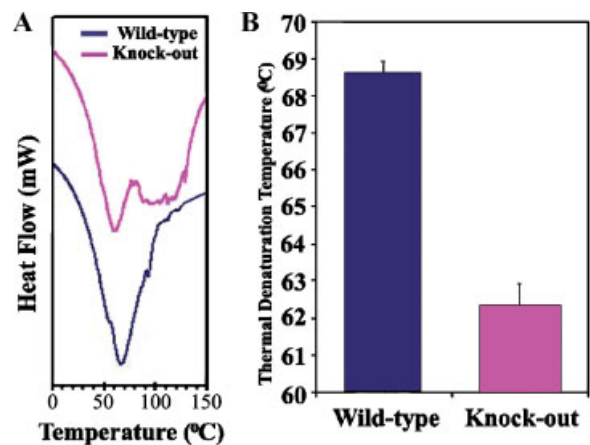 A
Wild-type
Knock-out
Heat Flow (mW)
0 50 100 150
Temperature (ºC)
B
Thermal Denaturation Temperature (ºC)
70
69
68
67
66
65
64
63
62
61
60
Wild-type Knock-out